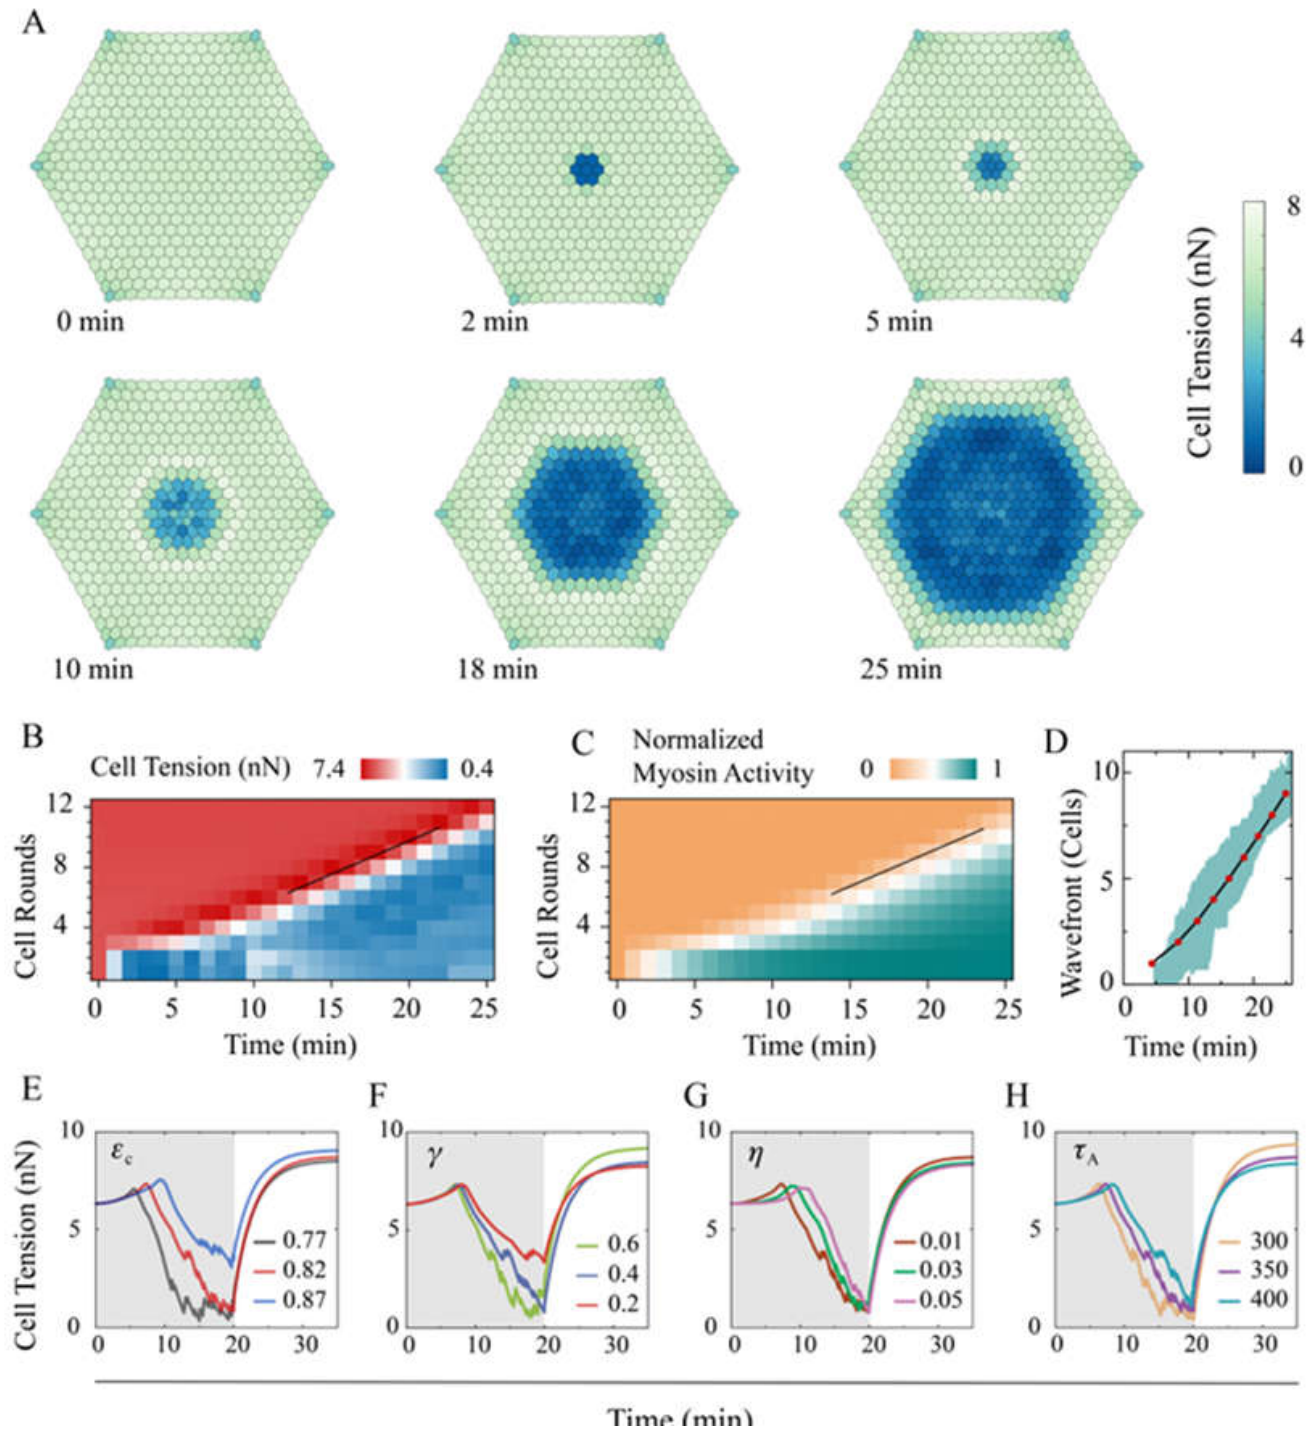 A
0 min
2 min
5 min
8
4
0
Cell Tension (nN)
10 min
18 min
25 min
B
Cell Tension (nN) 7.4 0.4
12
8
4
Cell Rounds
0 5 10 15 20 25
Time (min)
C
Normalized
Myosin Activity 0 1
12
8
4
Cell Rounds
0 5 10 15 20 25
Time (min)
D
10
5
0
Wavefront (Cells)
0 10 20
Time (min)
E
10
5
0
Cell Tension (nN)
εc
0.77
0.82
0.87
0 10 20 30
F
10
5
0
γ
0.6
0.4
0.2
0 10 20 30
G
10
5
0
η
0.01
0.03
0.05
0 10 20 30
H
10
5
0
τA
300
350
400
0 10 20 30
Time (min)